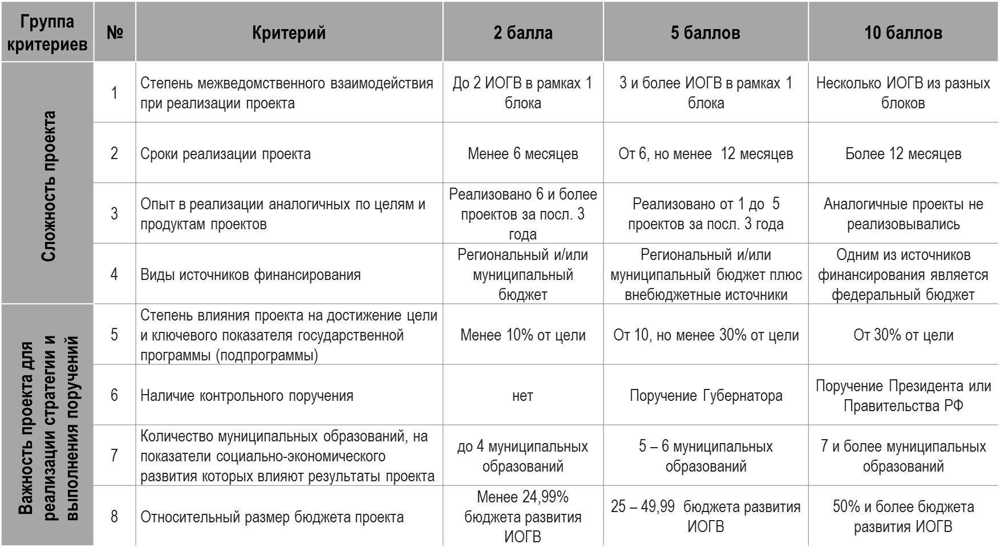 Группа
критериев
№
Критерий
2 балла
5 баллов
10 баллов
Сложность проекта
1
Степень межведомственного взаимодействия
при реализации проекта
До 2 ИОГВ в рамках 1
блока
3 и более ИОГВ в рамках 1
блока
Несколько ИОГВ из разных
блоков
2
Сроки реализации проекта
Менее 6 месяцев
От 6, но менее 12 месяцев
Более 12 месяцев
3
Опыт в реализации аналогичных по целям и
продуктам проектов
Реализовано 6 и более
проектов за посл. 3
года
Реализовано от 1 до 5
проектов за посл. 3 года
Аналогичные проекты не
реализовывались
4
Виды источников финансирования
Региональный и/или
муниципальный
бюджет
Региональный и/или
муниципальный бюджет плюс
внебюджетные источники
Одним из источников
финансирования является
федеральный бюджет
Важность проекта для
реализации стратегии и
выполнения поручений
5
Степень влияния проекта на достижение цели
и ключевого показателя государственной
программы (подпрограммы)
Менее 10% от цели
От 10, но менее 30% от цели
От 30% от цели
6
Наличие контрольного поручения
нет
Поручение Губернатора
Поручение Президента или
Правительства РФ
7
Количество муниципальных образований, на
показатели социально-экономического
развития которых влияют результаты проекта
до 4 муниципальных
образований
5 – 6 муниципальных
образований
7 и более муниципальных
образований
8
Относительный размер бюджета проекта
Менее 24,99%
бюджета развития
ИОГВ
25 – 49,99 бюджета развития
ИОГВ
50% и более бюджета
развития ИОГВ